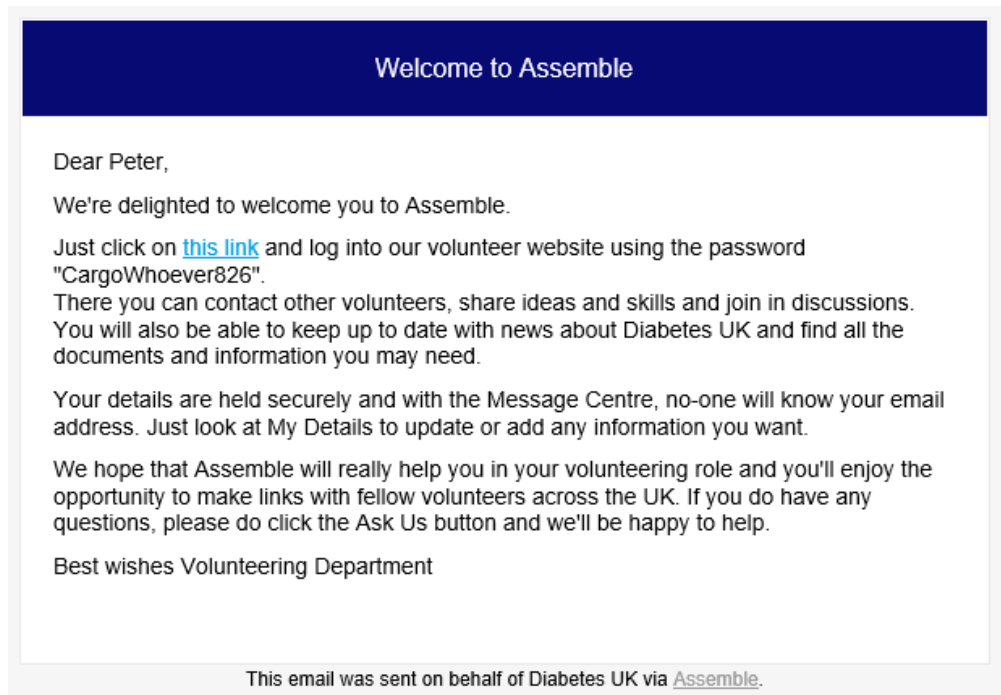 Welcome to Assemble
Dear Peter,
We're delighted to welcome you to Assemble.
Just click on this link and log into our volunteer website using the password
"CargoWhoever826".
There you can contact other volunteers, share ideas and skills and join in discussions.
You will also be able to keep up to date with news about Diabetes UK and find all the
documents and information you may need.
Your details are held securely and with the Message Centre, no-one will know your email
address. Just look at My Details to update or add any information you want.
We hope that Assemble will really help you in your volunteering role and you'll enjoy the
opportunity to make links with fellow volunteers across the UK. If you do have any
questions, please do click the Ask Us button and we'll be happy to help.
Best wishes Volunteering Department
This email was sent on behalf of Diabetes UK via Assemble.